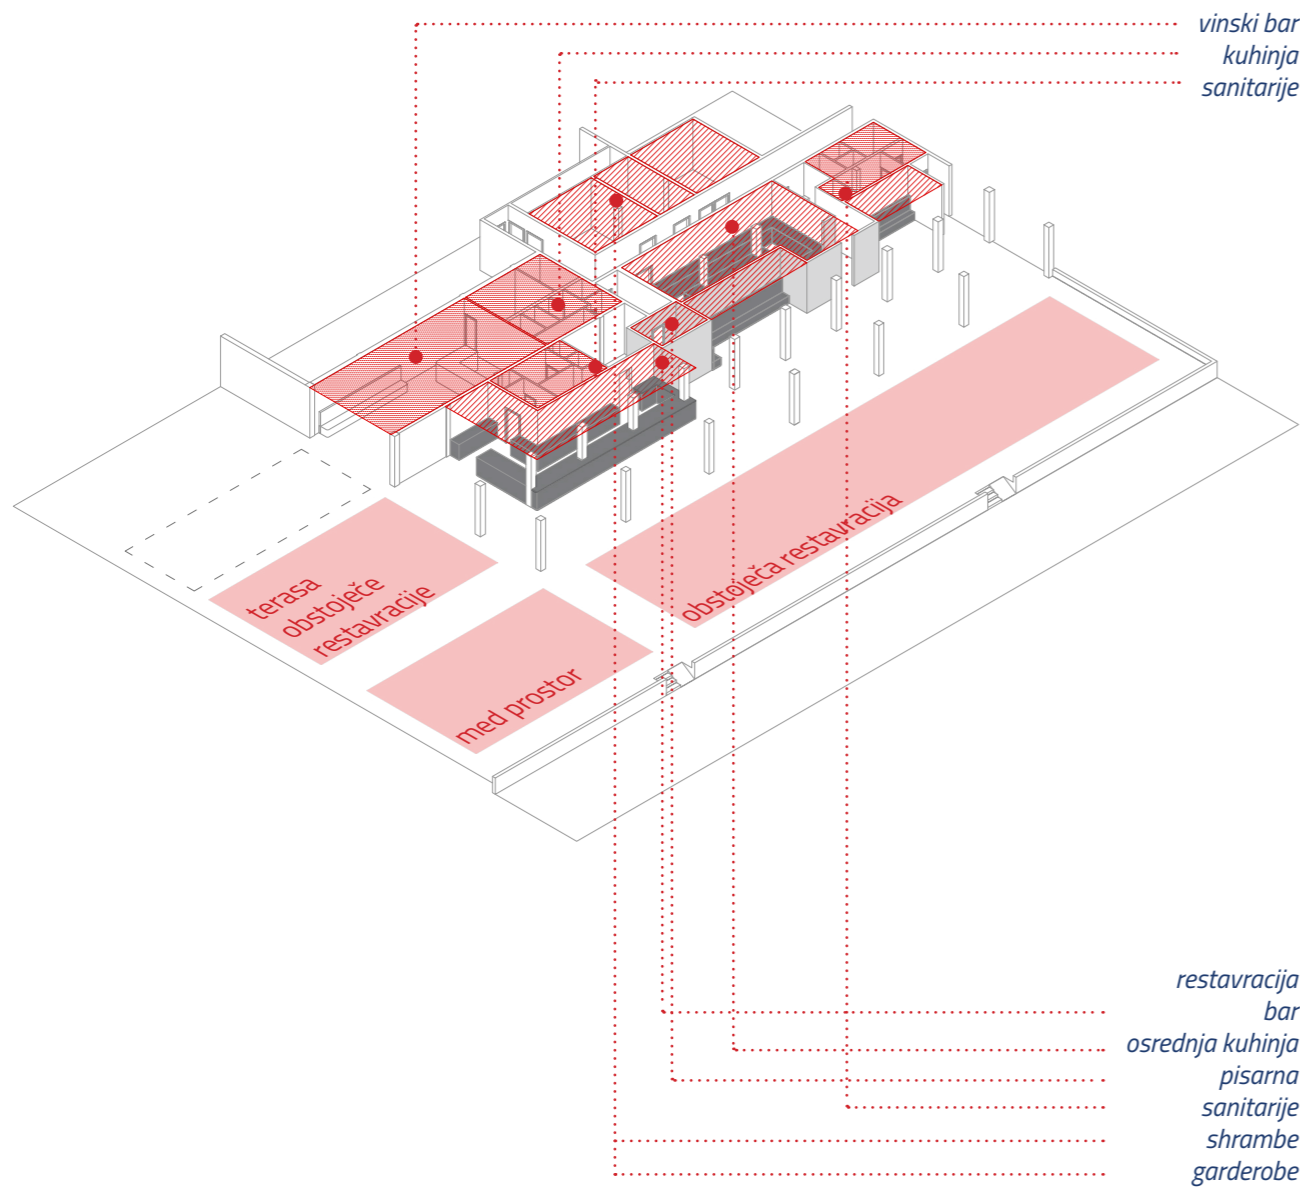 vinski bar
kuhinja
sanitarije
terasa
obstoječe
restavracije
med prostor
obstoječa restavracija
restavracija
bar
osrednja kuhinja
pisarna
sanitarije
shrambe
garderobe